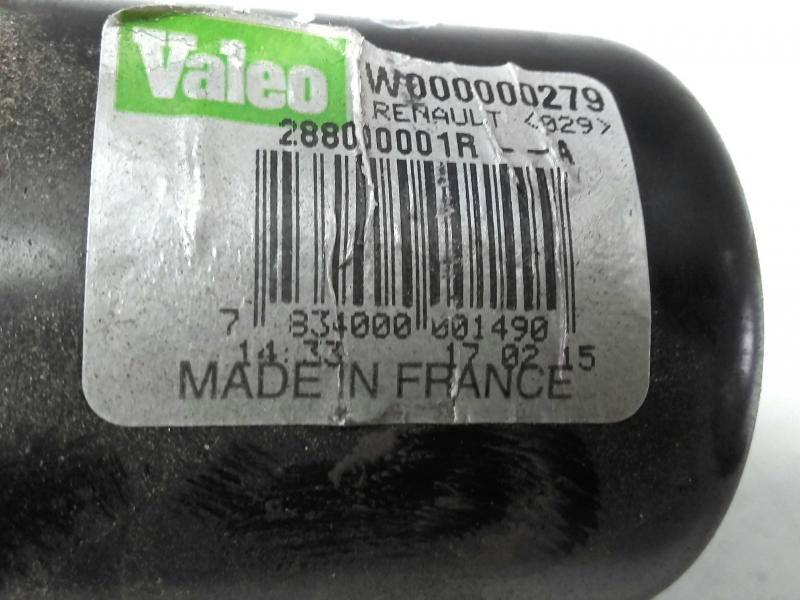 Valeo
W000000279
RENAULT <029>
288000001R --A
7 834000 001490
14:33 17 02 15
MADE IN FRANCE